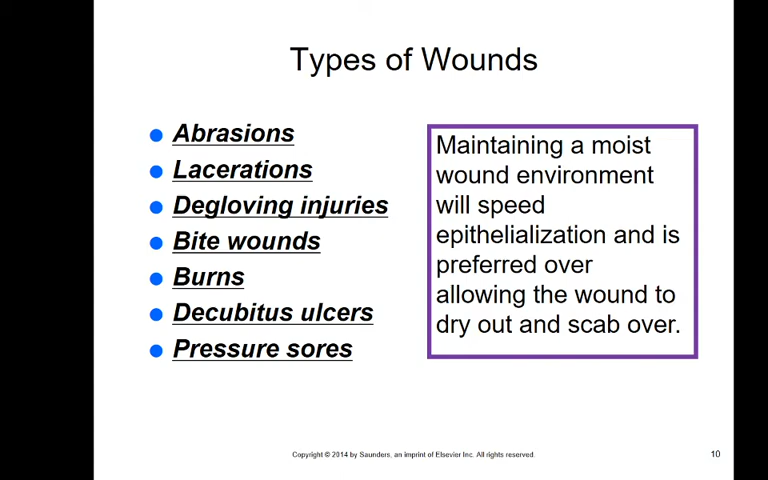 Types of Wounds
Abrasions
Lacerations
Degloving injuries
Bite wounds
Burns
Decubitus ulcers
Pressure sores
Maintaining a moist
wound environment
will speed
epithelialization and is
preferred over
allowing the wound to
dry out and scab over.
Copyright © 2014 by Saunders, an imprint of Elsevier Inc. All rights reserved.
10